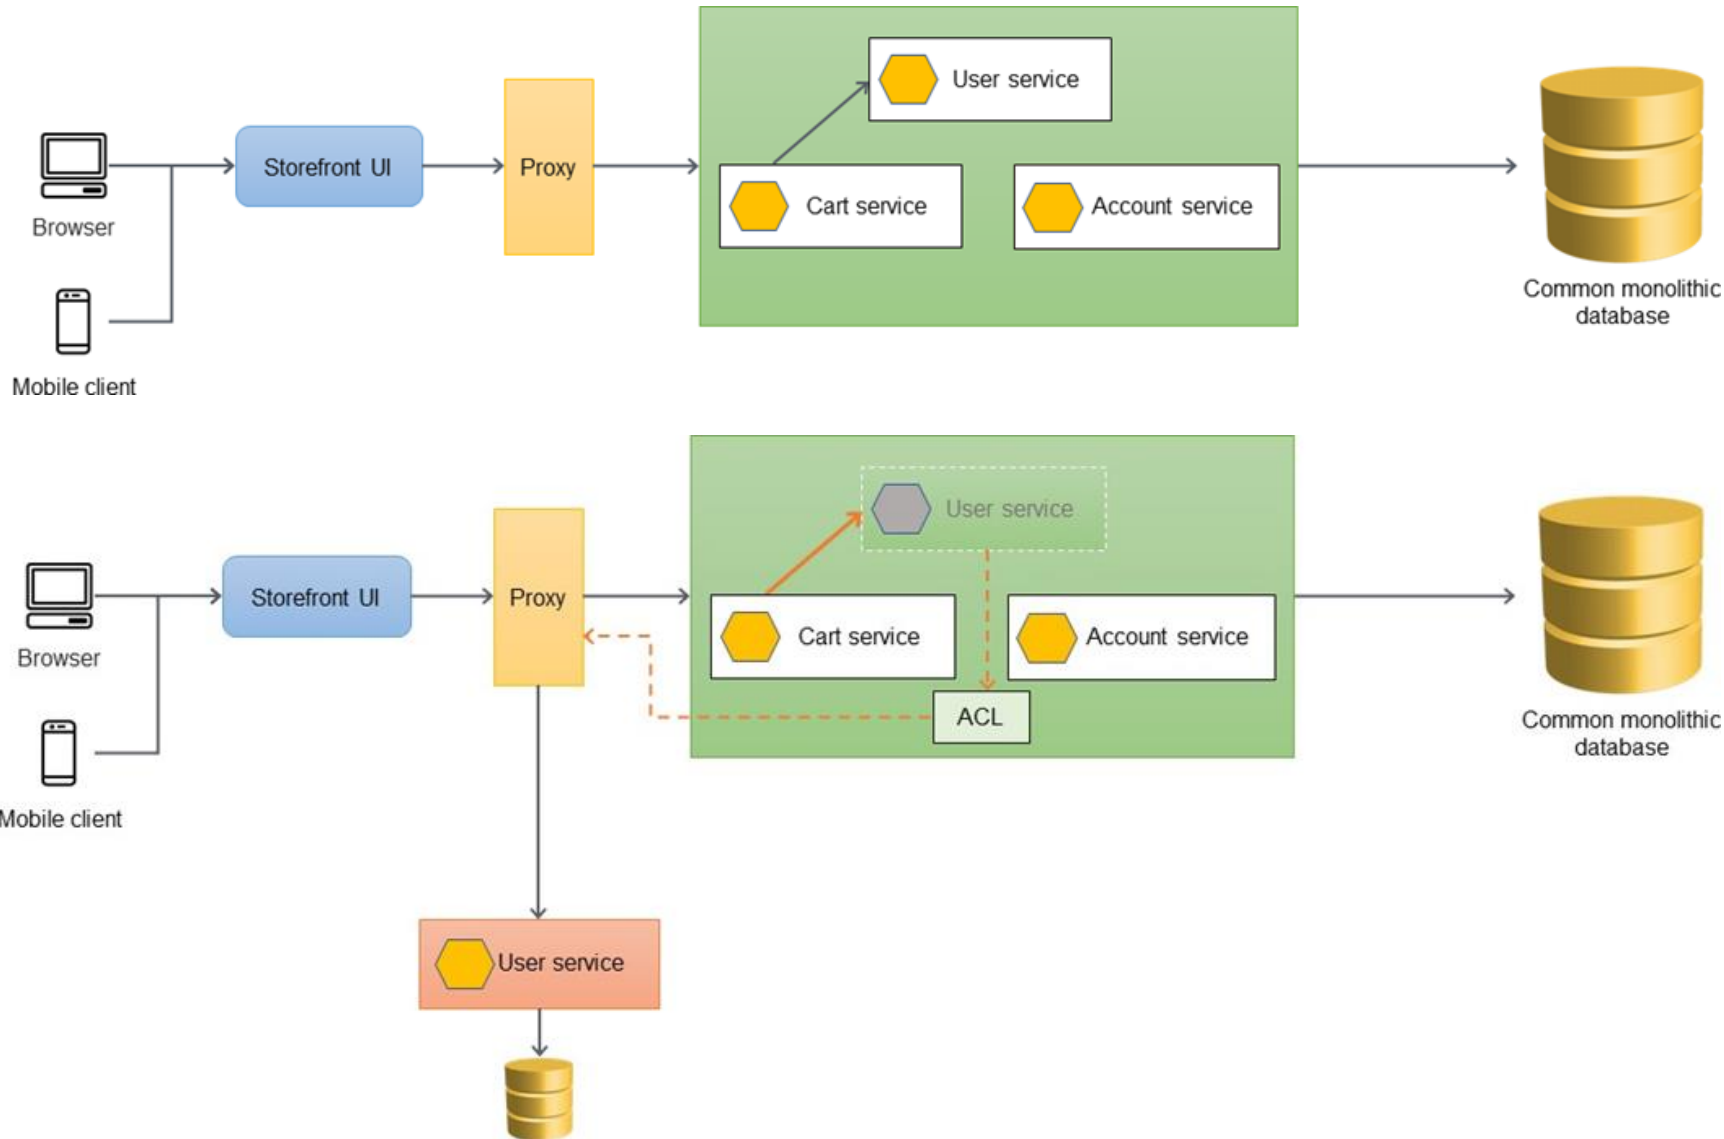 User service
Storefront UI
Proxy
Cart service
Account service
Browser
Common monolithic
database
Mobile client
User service
Storefront UI
Proxy
Cart service
Account service
Browser
ACL
Common monolithic
database
Mobile client
User service